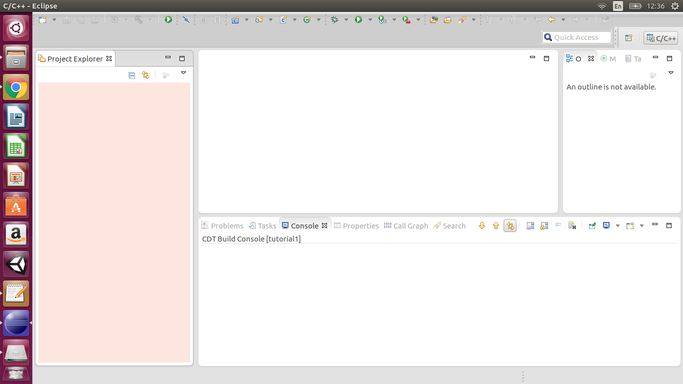 C/C++ - Eclipse
En
12:36
Quick Access
C/C++
Project Explorer
O
M
Ta
An outline is not available.
Problems
Tasks
Console
Properties
Call Graph
Search
CDT Build Console [tutorial1]